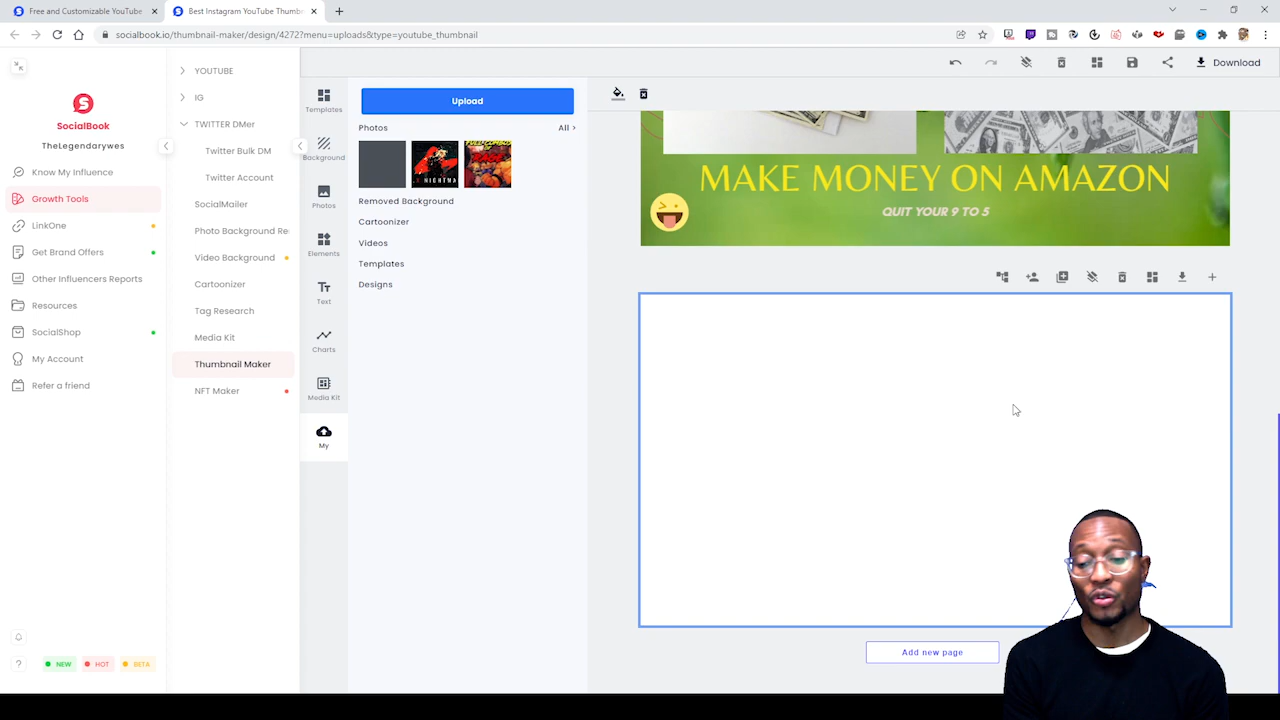 Free and Customizable YouTube
Best Instagram YouTube Thumb
socialbook.io/thumbnail-maker/design/4272?menu=uploads&type=youtube_thumbnail
SocialBook
TheLegendarywes
Know My Influence
Growth Tools
LinkOne
Get Brand Offers
Other Influencers Reports
Resources
SocialShop
My Account
Refer a friend
?
NEW
HOT
BETA
YOUTUBE
IG
TWITTER DMer
Twitter Bulk DM
Twitter Account
SocialMailer
Photo Background Re
Video Background
Cartoonizer
Tag Research
Media Kit
Thumbnail Maker
NFT Maker
Templates
Background
Photos
Elements
Text
Charts
Media Kit
My
Upload
Photos
All >
Removed Background
Cartoonizer
Videos
Templates
Designs
Download
MAKE MONEY ON AMAZON
QUIT YOUR 9 TO 5
Add new page